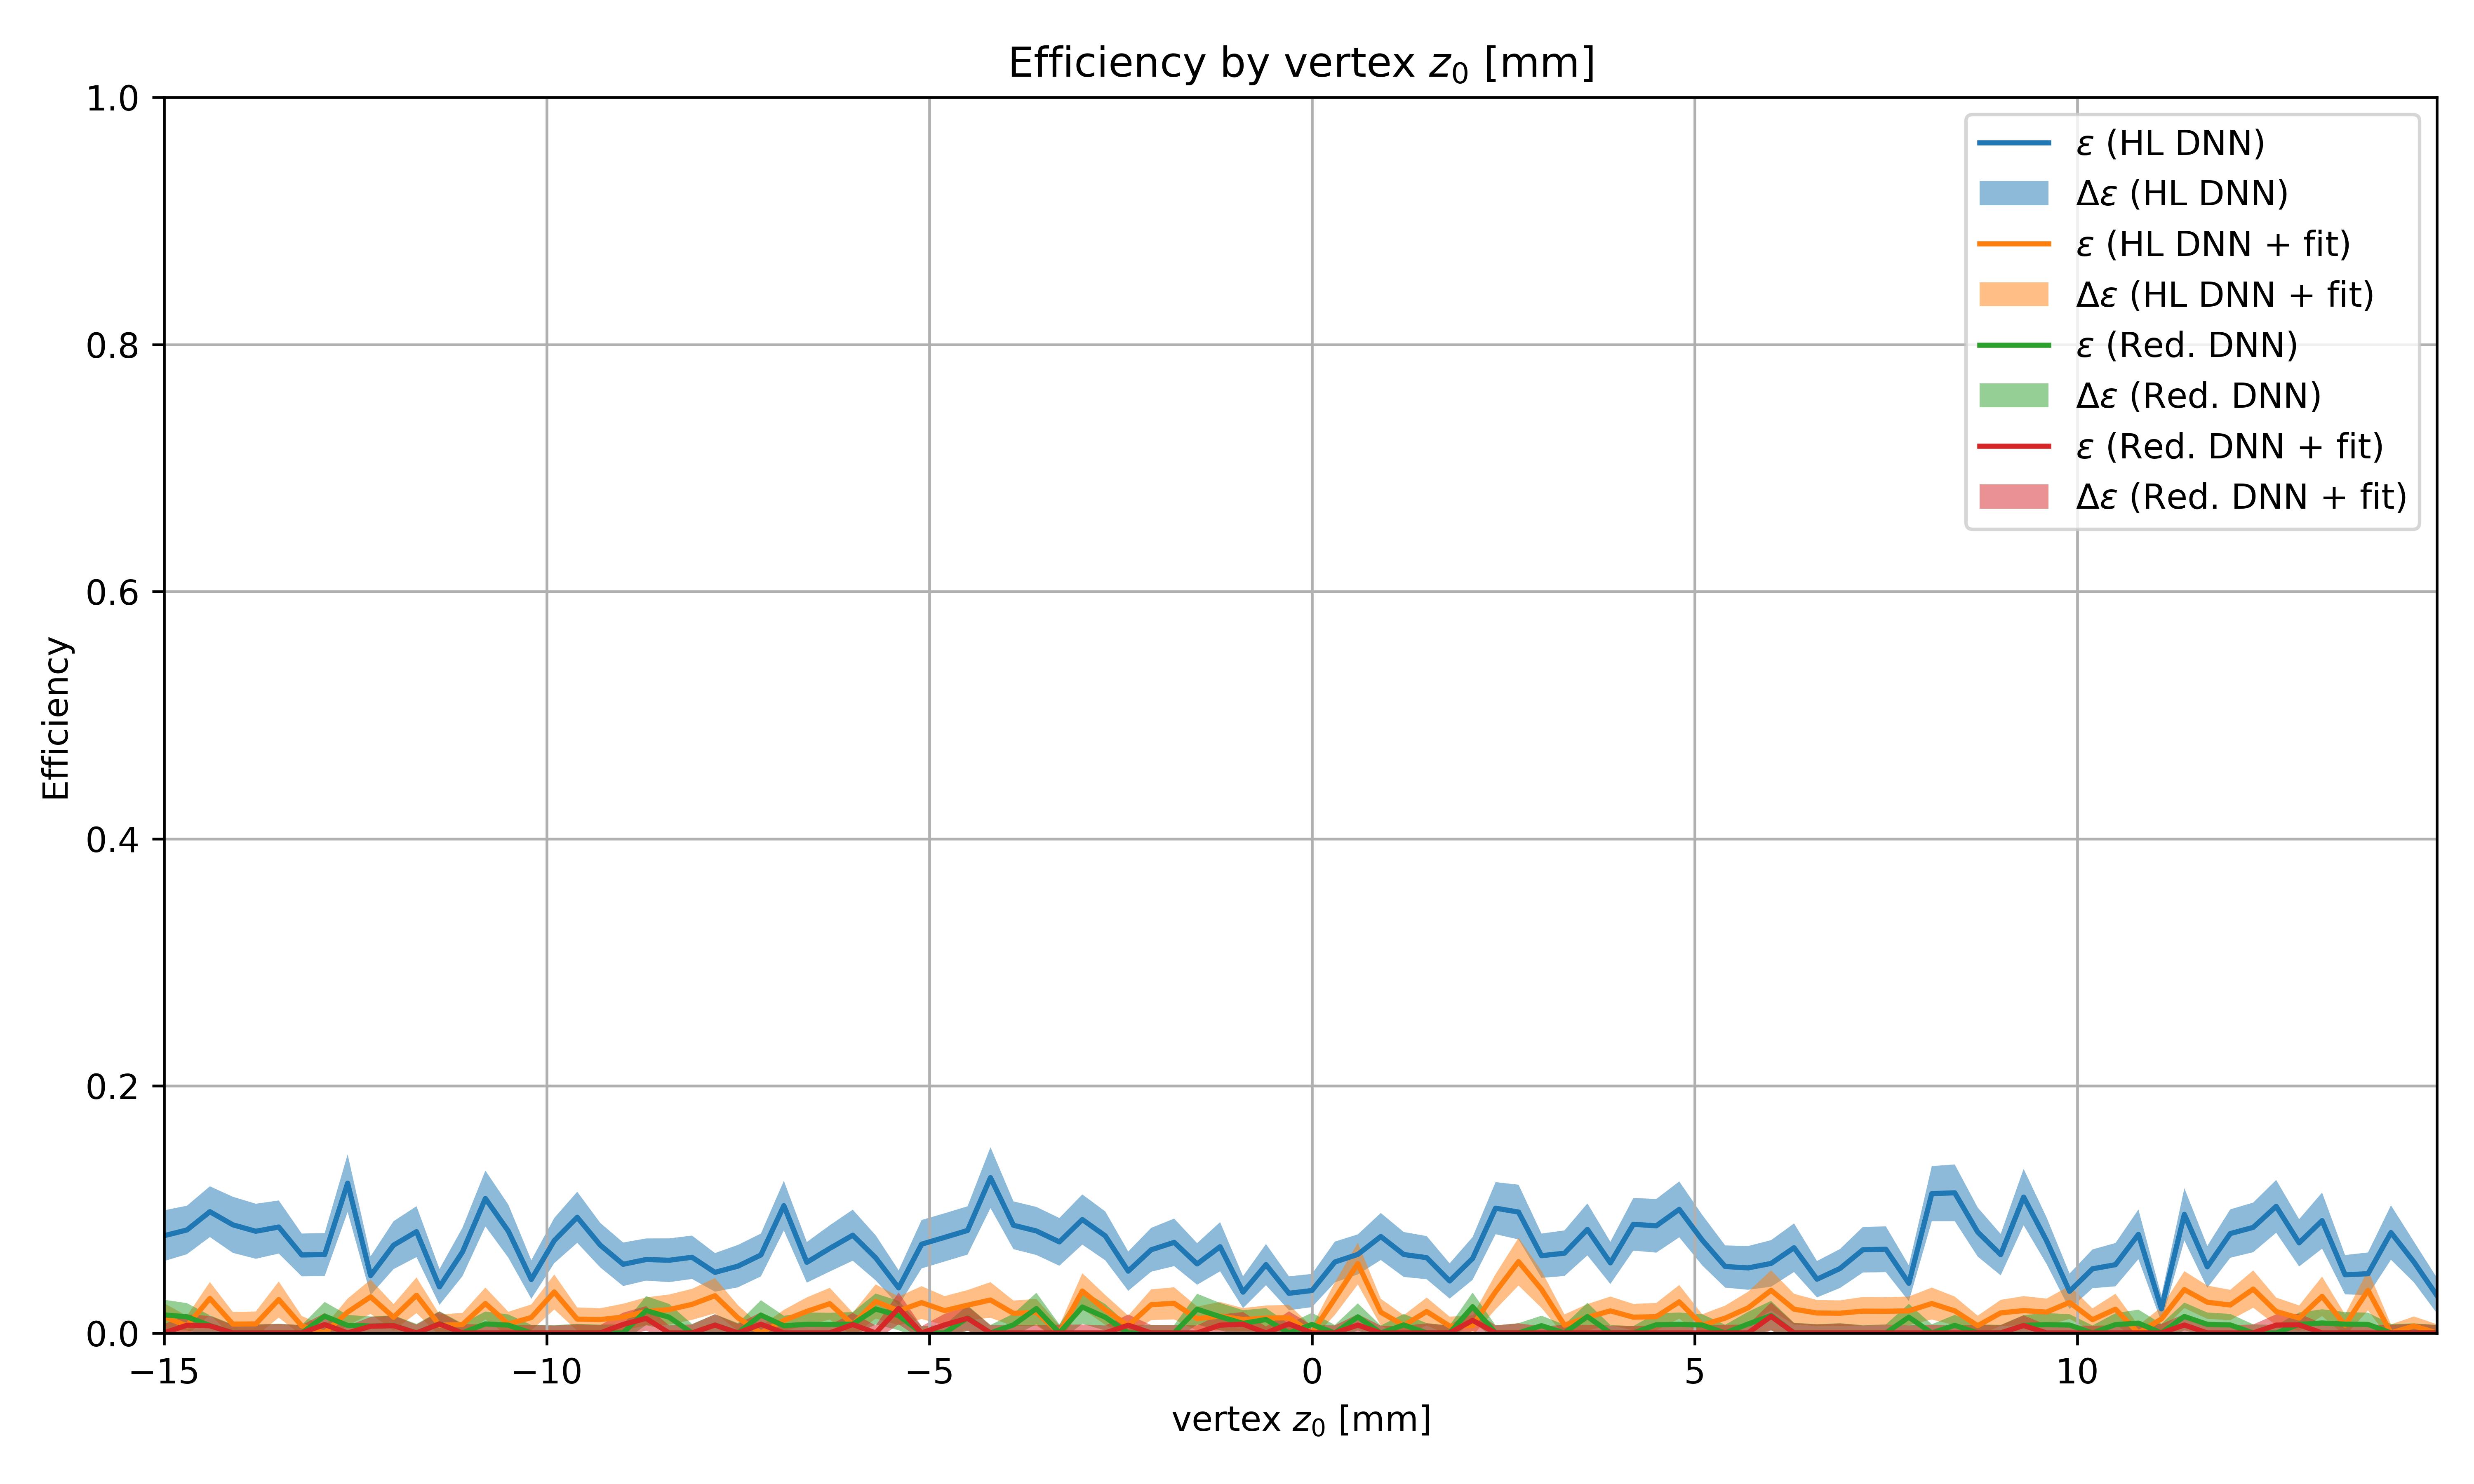 Efficiency by vertex z₀ [mm]
1.0
0.8
0.6
0.4
0.2
0.0
Efficiency
ε (HL DNN)
Δε (HL DNN)
ε (HL DNN + fit)
Δε (HL DNN + fit)
ε (Red. DNN)
Δε (Red. DNN)
ε (Red. DNN + fit)
Δε (Red. DNN + fit)
−15 −10 −5 0 5 10
vertex z₀ [mm]